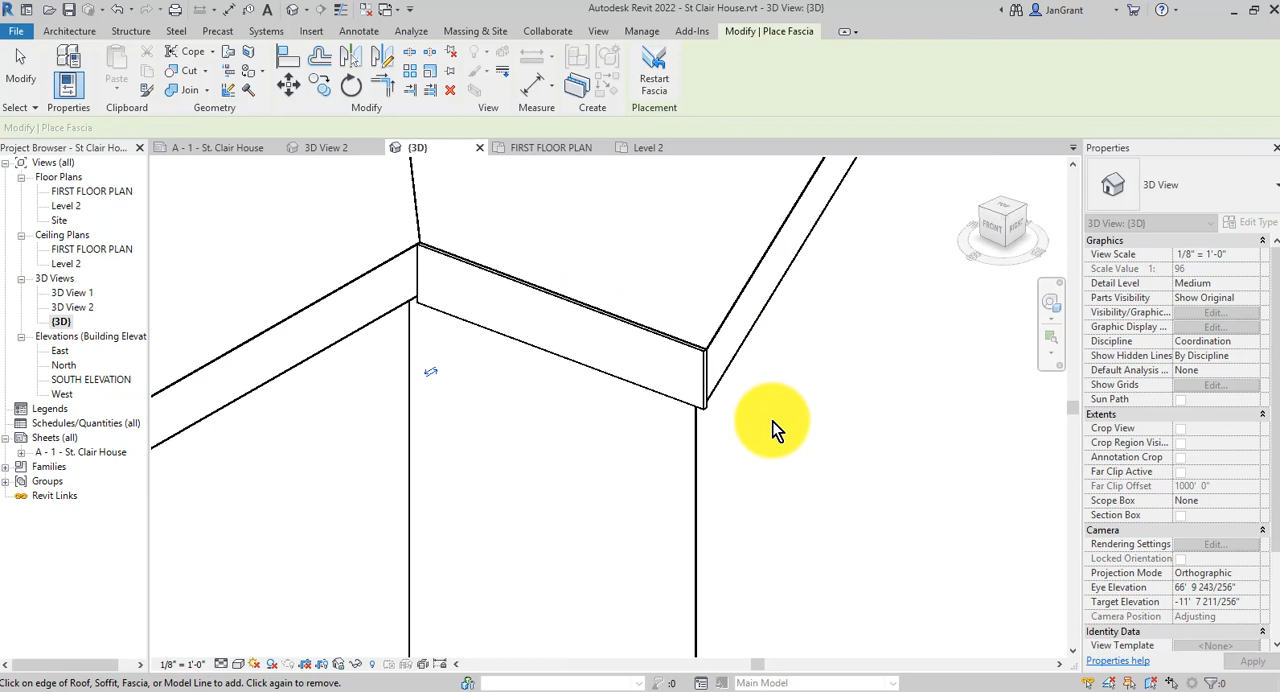 Autodesk Revit 2022 - St Clair House.rvt - 3D View: {3D}
JanGrant
File Architecture Structure Steel Precast Systems Insert Annotate Analyze Massing & Site Collaborate View Manage Add-Ins Modify | Place Fascia
Modify
Properties
Paste
Cope
Cut
Join
Restart
Fascia
Select Properties Clipboard Geometry Modify View Measure Create Placement
Modify | Place Fascia
Project Browser - St Clair Ho...
A - 1 - St. Clair House
3D View 2
{3D}
FIRST FLOOR PLAN
Level 2
Properties
Views (all)
Floor Plans
FIRST FLOOR PLAN
Level 2
Site
Ceiling Plans
FIRST FLOOR PLAN
Level 2
3D Views
3D View 1
3D View 2
{3D}
Elevations (Building Elevat
East
North
SOUTH ELEVATION
West
Legends
Schedules/Quantities (all)
Sheets (all)
A - 1 - St. Clair House
Families
Groups
Revit Links
TOP
FRONT
RIGHT
3D View
3D View: {3D} Edit Type
Graphics
View Scale 1/8" = 1'-0"
Scale Value 1: 96
Detail Level Medium
Parts Visibility Show Original
Visibility/Graphic... Edit...
Graphic Display ... Edit...
Discipline Coordination
Show Hidden Lines By Discipline
Default Analysis ... None
Show Grids Edit...
Sun Path
Extents
Crop View
Crop Region Visi...
Annotation Crop
Far Clip Active
Far Clip Offset 1000' 0"
Scope Box None
Section Box
Camera
Rendering Settings Edit...
Locked Orientation
Projection Mode Orthographic
Eye Elevation 66' 9 243/256"
Target Elevation -11' 7 211/256"
Camera Position Adjusting
Identity Data
View Template <None>
Properties help Apply
1/8" = 1'-0"
Click on edge of Roof, Soffit, Fascia, or Model Line to add. Click again to remove.
:0
Main Model
:0